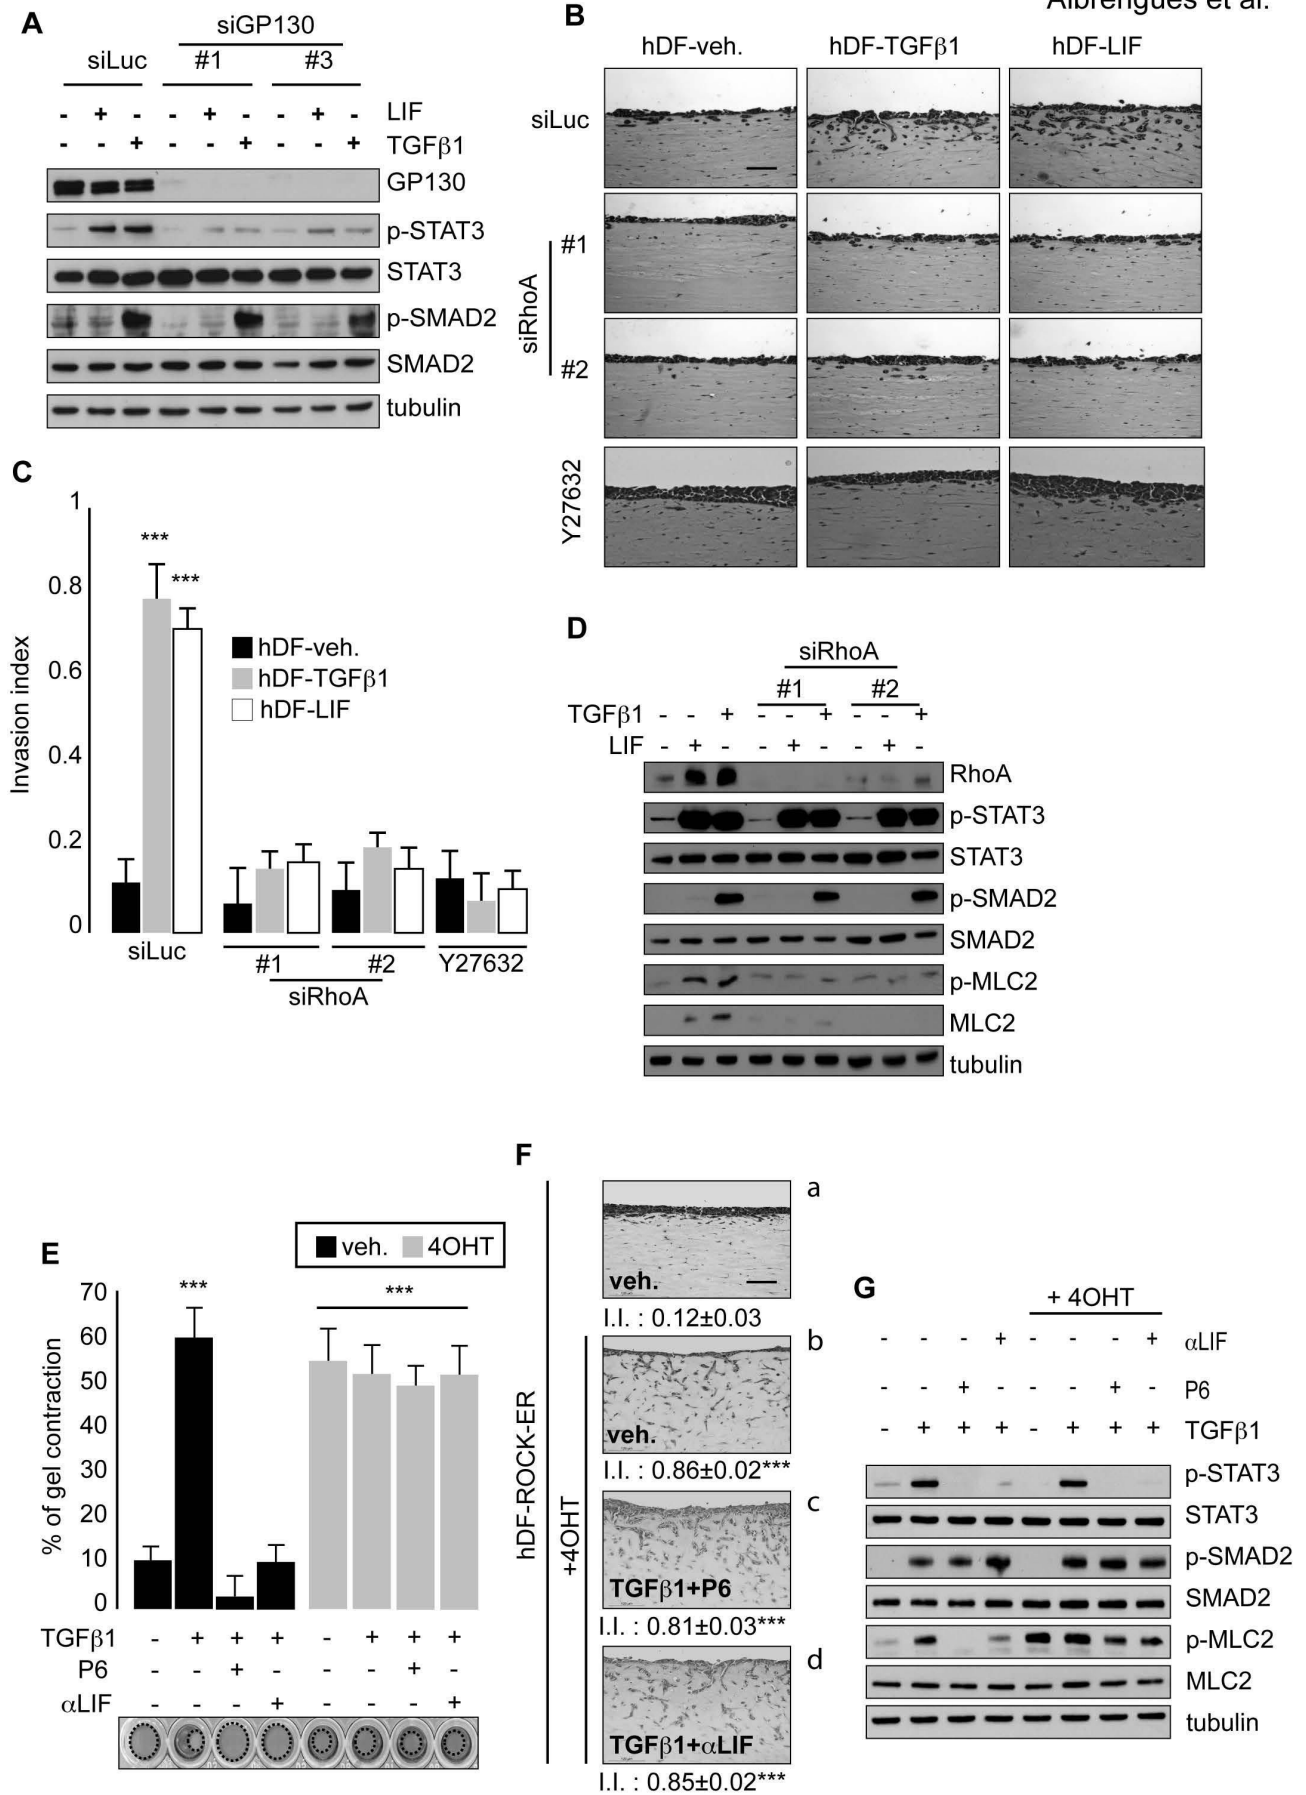 Albrengues et al.
A
siGP130
siLuc #1 #3
- + - - + - - + - LIF
- - + - - + - - + TGFβ1
GP130
p-STAT3
STAT3
p-SMAD2
SMAD2
tubulin
B
hDF-veh. hDF-TGFβ1 hDF-LIF
siLuc
siRhoA
#1
#2
Y27632
C
Invasion index
1
0.8
0.6
0.4
0.2
0
***
***
hDF-veh.
hDF-TGFβ1
hDF-LIF
siLuc #1 #2 Y27632
siRhoA
D
siRhoA
#1 #2
TGFβ1 - - + - - + - - +
LIF - + - - + - - + -
RhoA
p-STAT3
STAT3
p-SMAD2
SMAD2
p-MLC2
MLC2
tubulin
E
veh. 4OHT
% of gel contraction
70
60
50
40
30
20
10
0
***
***
TGFβ1 - + + + - + + +
P6 - - + - - - + -
αLIF - - - + - - - +
F
hDF-ROCK-ER
+4OHT
a
veh.
I.I. : 0.12±0.03
b
veh.
I.I. : 0.86±0.02***
c
TGFβ1+P6
I.I. : 0.81±0.03***
d
TGFβ1+αLIF
I.I. : 0.85±0.02***
G
+ 4OHT
- - - + - - - + αLIF
- - + - - - + - P6
- + + + - + + + TGFβ1
p-STAT3
STAT3
p-SMAD2
SMAD2
p-MLC2
MLC2
tubulin